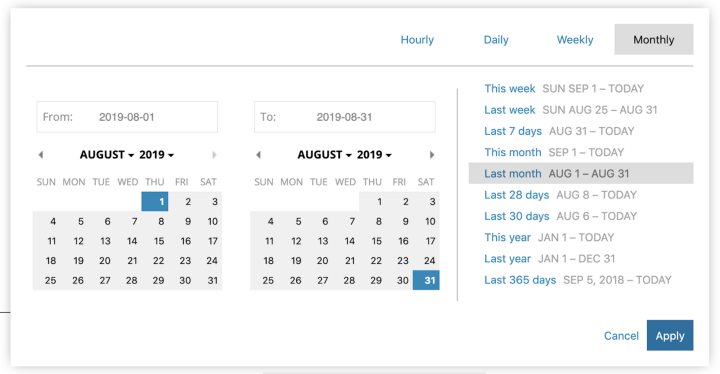 Hourly Daily Weekly Monthly
From: 2019-08-01
AUGUST 2019
SUN MON TUE WED THU FRI SAT
1 2 3
4 5 6 7 8 9 10
11 12 13 14 15 16 17
18 19 20 21 22 23 24
25 26 27 28 29 30 31
To: 2019-08-31
AUGUST 2019
SUN MON TUE WED THU FRI SAT
1 2 3
4 5 6 7 8 9 10
11 12 13 14 15 16 17
18 19 20 21 22 23 24
25 26 27 28 29 30 31
This week SUN SEP 1 – TODAY
Last week SUN AUG 25 – AUG 31
Last 7 days AUG 31 – TODAY
This month SEP 1 – TODAY
Last month AUG 1 – AUG 31
Last 28 days AUG 8 – TODAY
Last 30 days AUG 6 – TODAY
This year JAN 1 – TODAY
Last year JAN 1 – DEC 31
Last 365 days SEP 5, 2018 – TODAY
Cancel Apply